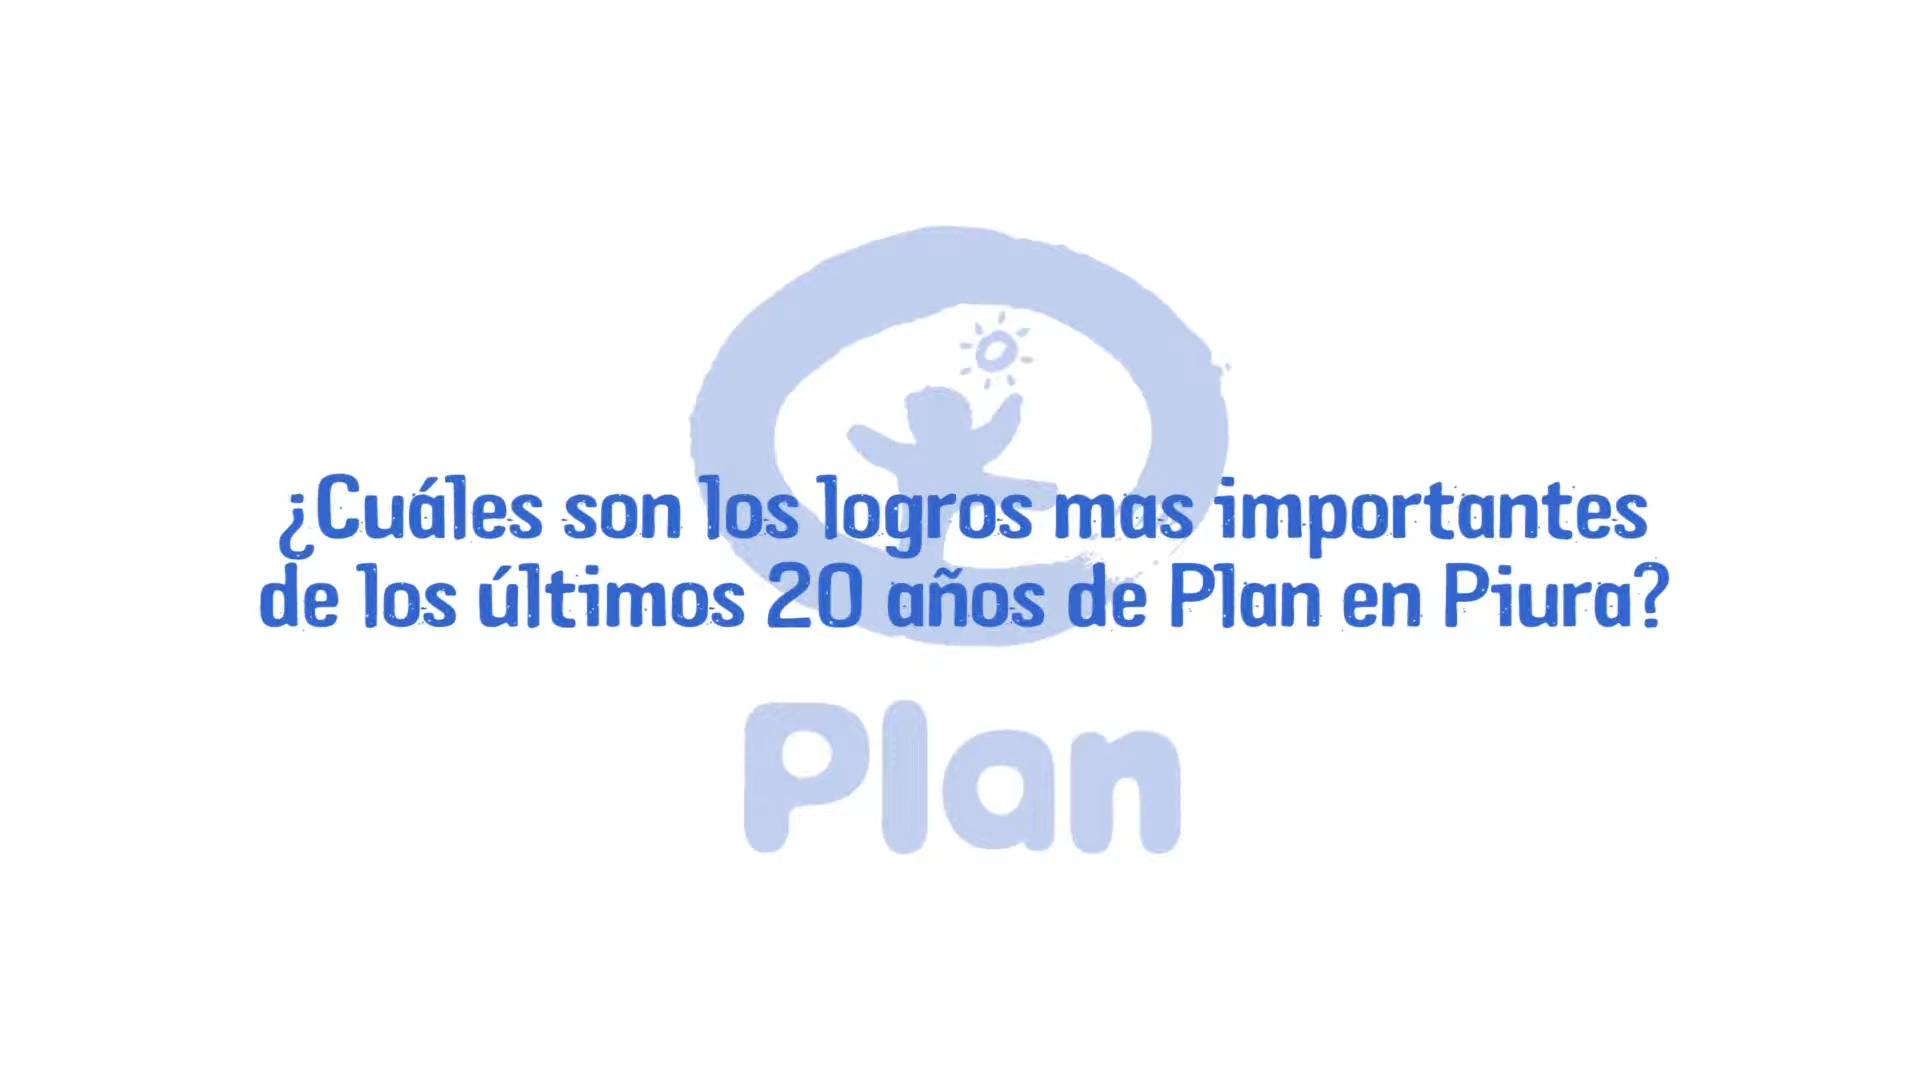 ¿Cuáles son los logros mas importantes
de los últimos 20 años de Plan en Piura?
Plan